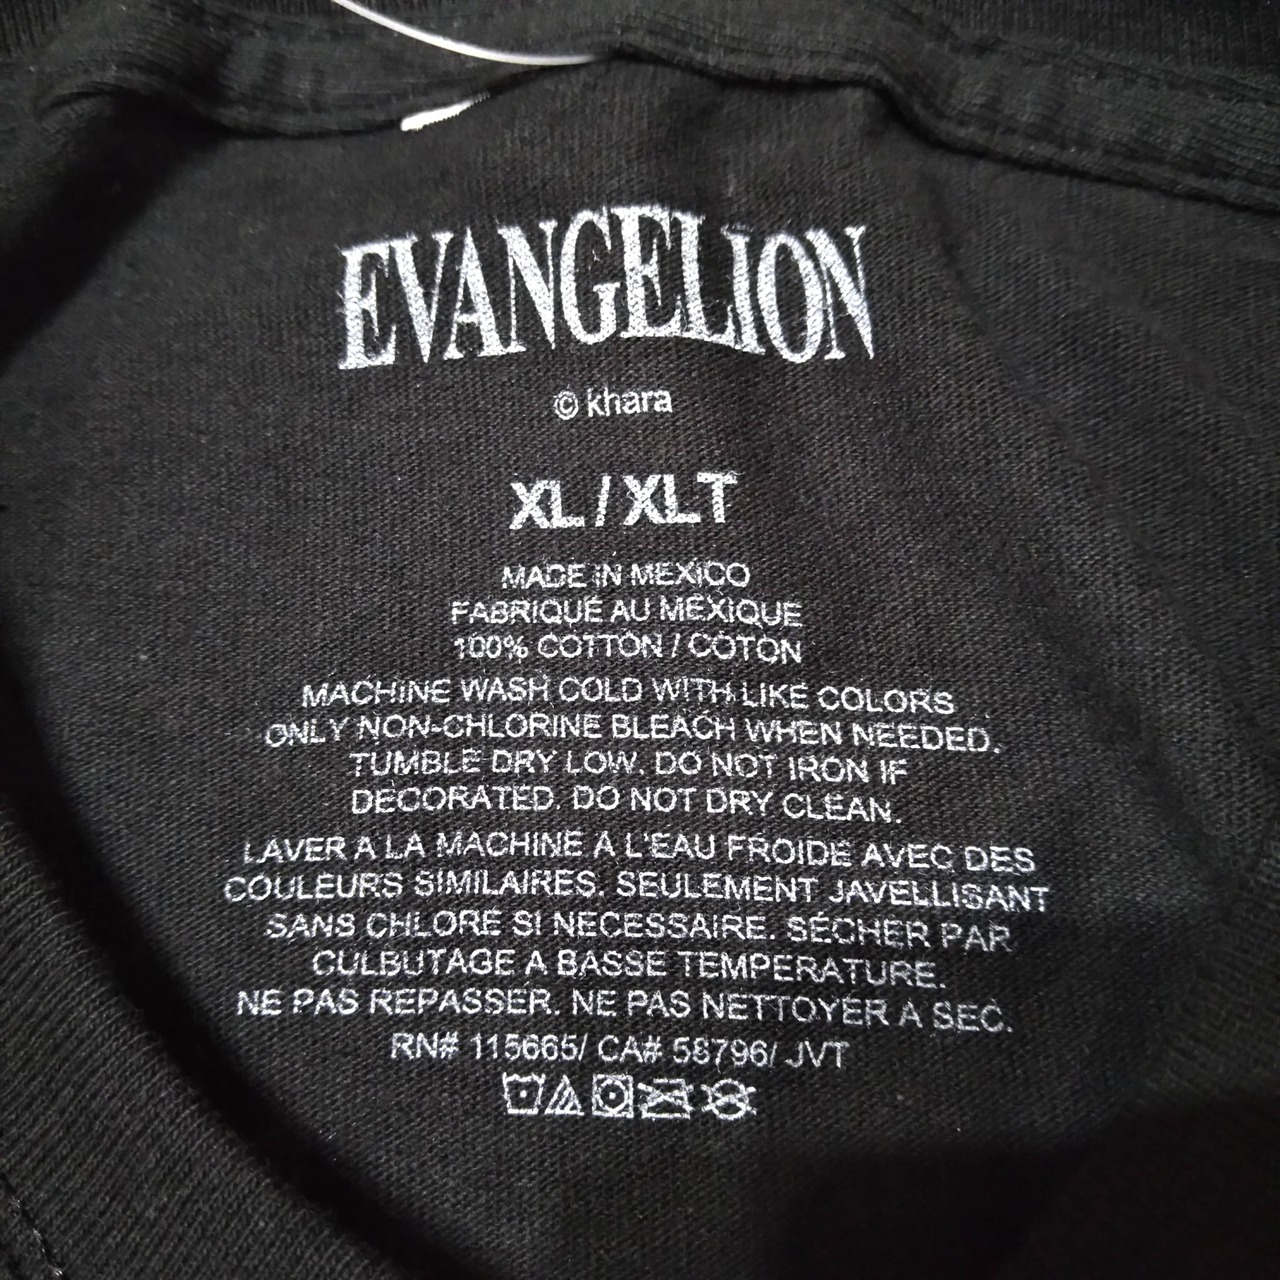 EVANGELION
© khara
XL / XLT
MADE IN MEXICO
FABRIQUÉ AU MEXIQUE
100% COTTON / COTON
MACHINE WASH COLD WITH LIKE COLORS
ONLY NON-CHLORINE BLEACH WHEN NEEDED.
TUMBLE DRY LOW. DO NOT IRON IF
DECORATED. DO NOT DRY CLEAN.
LAVER A LA MACHINE A L'EAU FROIDE AVEC DES
COULEURS SIMILAIRES. SEULEMENT JAVELLISANT
SANS CHLORE SI NECESSAIRE. SÉCHER PAR
CULBUTAGE A BASSE TEMPERATURE.
NE PAS REPASSER. NE PAS NETTOYER A SEC.
RN# 115665/ CA# 58796/ JVT